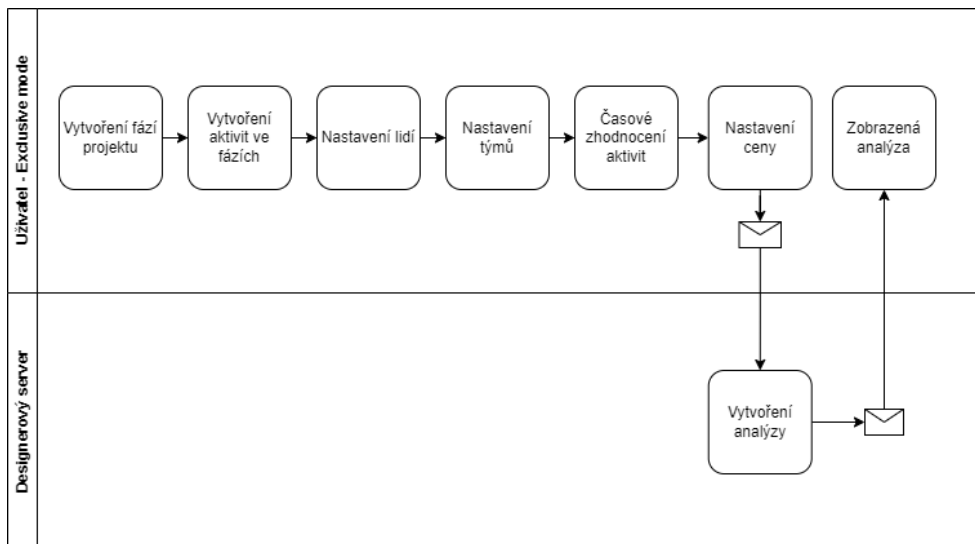 Uživatel - Exclusive mode
Vytvoření fází
projektu
Vytvoření
aktivit ve
fázích
Nastavení lidí
Nastavení
týmů
Časové
zhodnocení
aktivit
Nastavení
ceny
Zobrazená
analýza
Designerový server
Vytvoření
analýzy